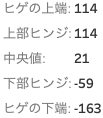 ヒゲの上端: 114
上部ヒンジ: 114
中央値: 21
下部ヒンジ: -59
ヒゲの下端: -163